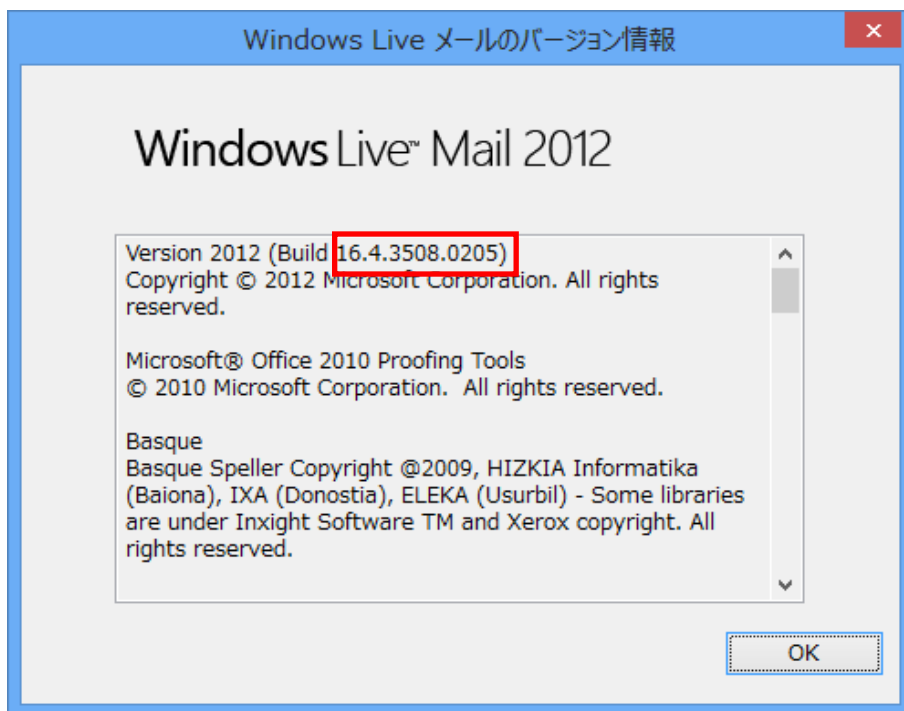 Windows Live メールのバージョン情報
Windows Live™ Mail 2012
Version 2012 (Build 16.4.3508.0205)
Copyright © 2012 Microsoft Corporation. All rights
reserved.
Microsoft® Office 2010 Proofing Tools
© 2010 Microsoft Corporation.  All rights reserved.
Basque
Basque Speller Copyright @2009, HIZKIA Informatika
(Baiona), IXA (Donostia), ELEKA (Usurbil) - Some libraries
are under Inxight Software TM and Xerox copyright. All
rights reserved.
OK